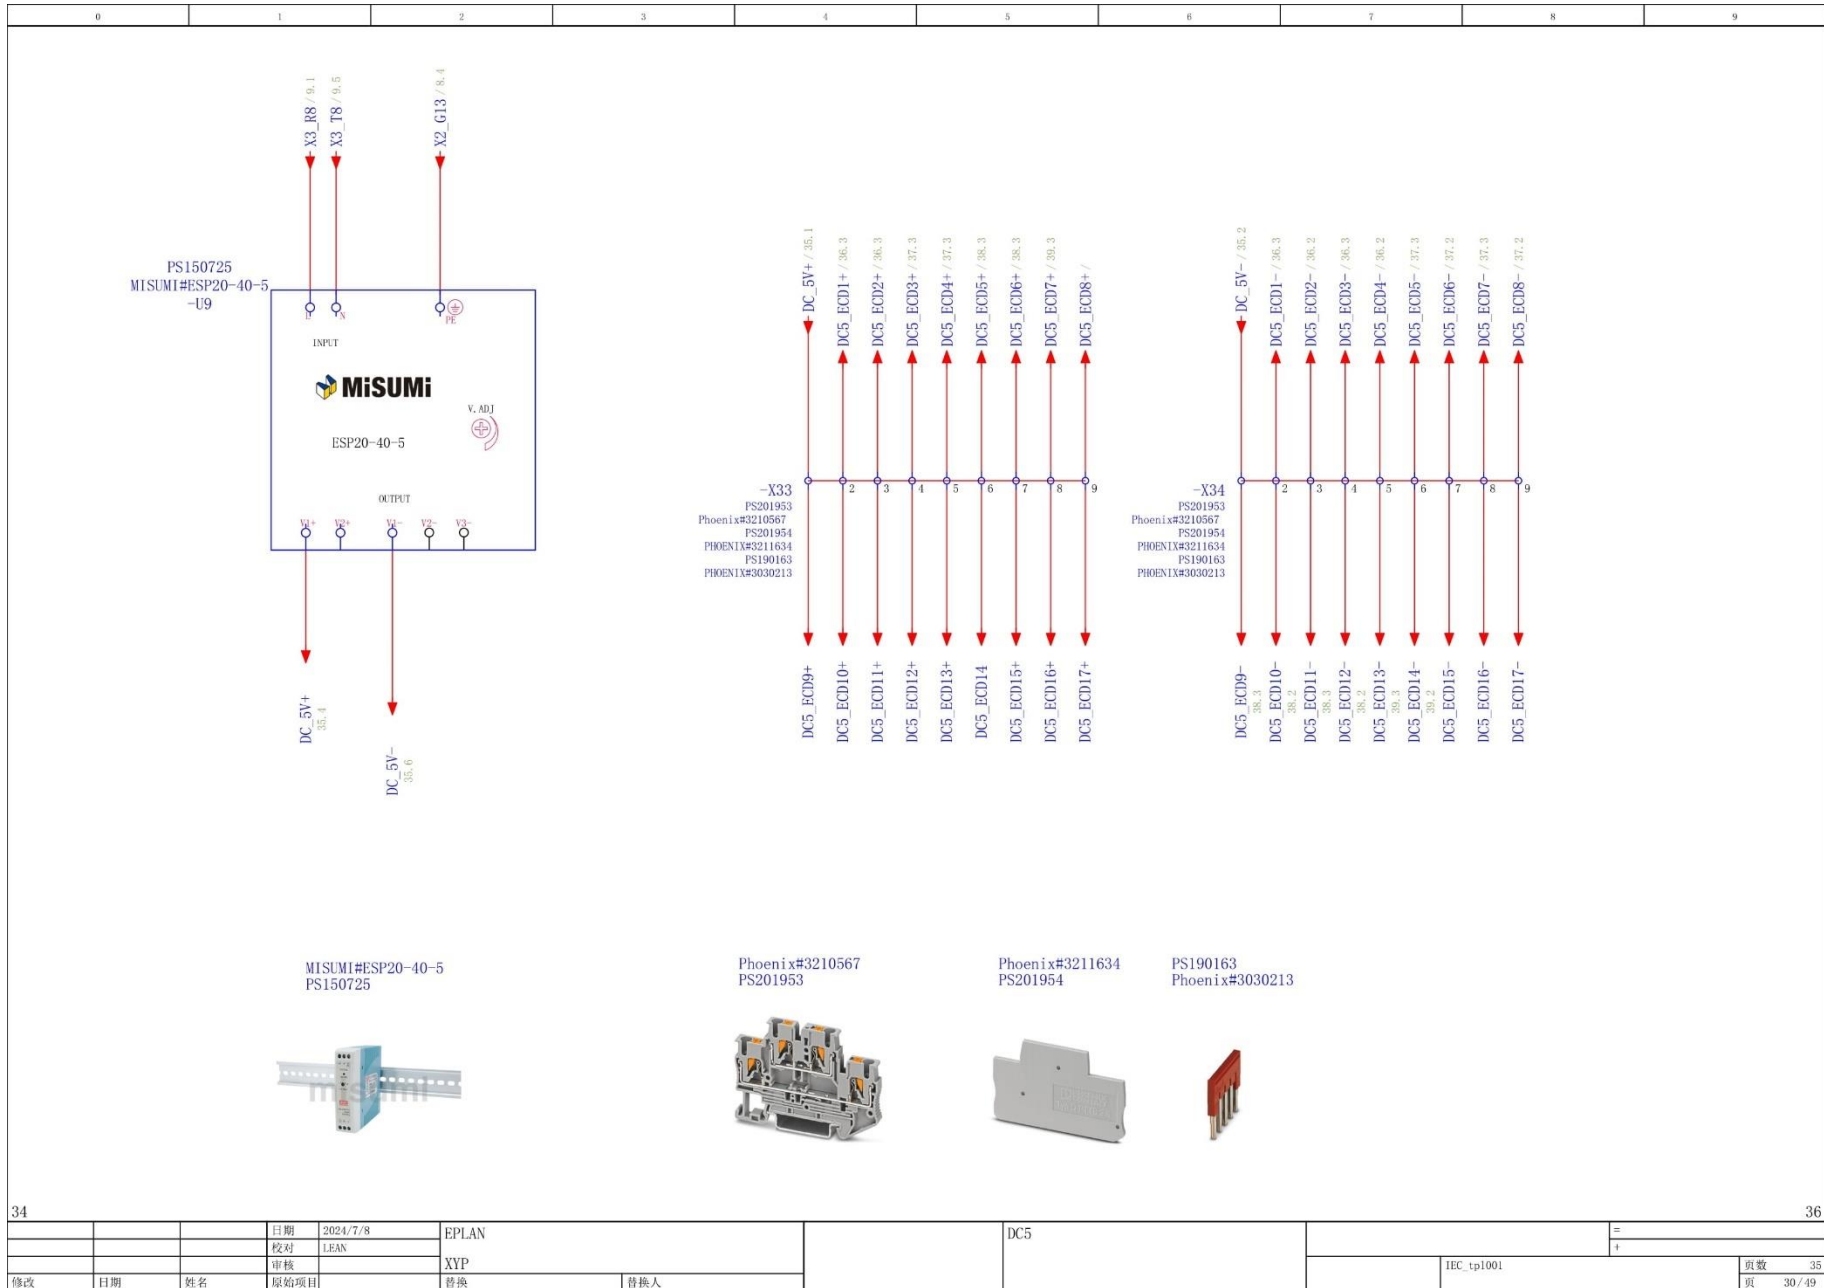 0 1 2 3 4 5 6 7 8 9
X3_R8 / 9.1
X3_T8 / 9.5
X2_G13 / 8.4
PS150725
MISUMI#ESP20-40-5
-U9
L N PE
INPUT
MiSUMi
V.ADJ
ESP20-40-5
OUTPUT
V1+ V2+ V1- V2- V3-
DC_5V+
35.4
DC_5V-
35.6
DC_5V+ / 35.1
DC5_ECD1+ / 36.3
DC5_ECD2+ / 36.3
DC5_ECD3+ / 37.3
DC5_ECD4+ / 37.3
DC5_ECD5+ / 38.3
DC5_ECD6+ / 38.3
DC5_ECD7+ / 39.3
DC5_ECD8+ /
-X33
2 3 4 5 6 7 8 9
PS201953
Phoenix#3210567
PS201954
PHOENIX#3211634
PS190163
PHOENIX#3030213
DC5_ECD9+
DC5_ECD10+
DC5_ECD11+
DC5_ECD12+
DC5_ECD13+
DC5_ECD14
DC5_ECD15+
DC5_ECD16+
DC5_ECD17+
DC_5V- / 35.2
DC5_ECD1- / 36.3
DC5_ECD2- / 36.2
DC5_ECD3- / 36.3
DC5_ECD4- / 36.2
DC5_ECD5- / 37.3
DC5_ECD6- / 37.2
DC5_ECD7- / 37.3
DC5_ECD8- / 37.2
-X34
2 3 4 5 6 7 8 9
PS201953
Phoenix#3210567
PS201954
PHOENIX#3211634
PS190163
PHOENIX#3030213
DC5_ECD9-
38.3
DC5_ECD10-
38.2
DC5_ECD11-
38.3
DC5_ECD12-
38.2
DC5_ECD13-
39.3
DC5_ECD14-
39.2
DC5_ECD15-
DC5_ECD16-
DC5_ECD17-
MISUMI#ESP20-40-5
PS150725
Phoenix#3210567
PS201953
Phoenix#3211634
PS201954
PS190163
Phoenix#3030213
misumi
34
36
日期 2024/7/8 EPLAN DC5 =
校对 LEAN +
审核 XYP IEC_tpl001 页数 35
修改 日期 姓名 原始项目 替换 替换人 页 30/49